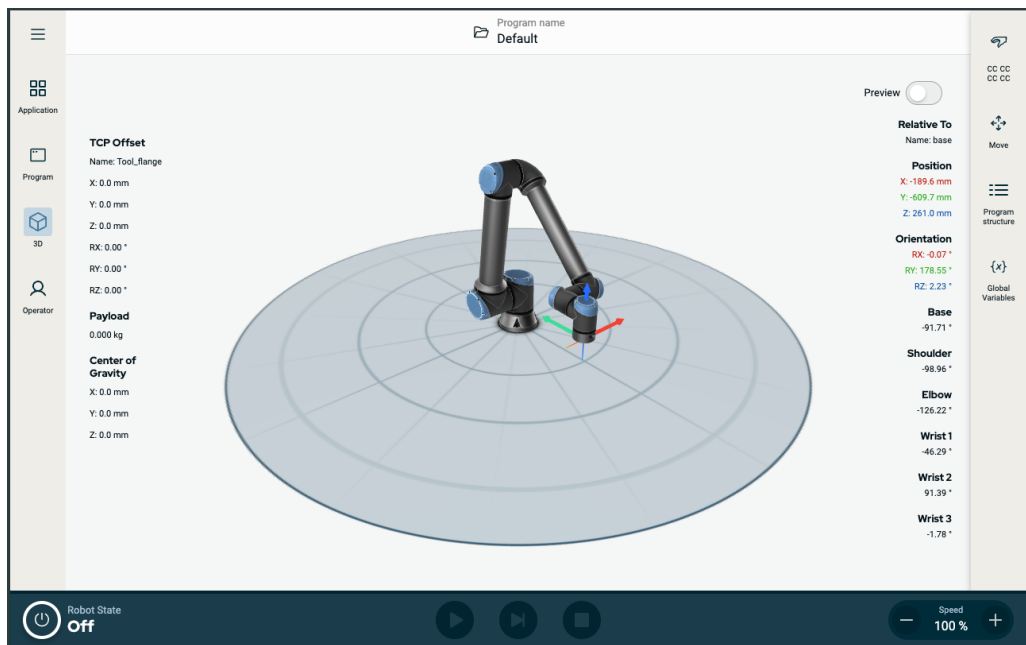 Program name
Default
Application
Program
3D
Operator
TCP Offset
Name: Tool_flange
X: 0.0 mm
Y: 0.0 mm
Z: 0.0 mm
RX: 0.00 °
RY: 0.00 °
RZ: 0.00 °
Payload
0.000 kg
Center of
Gravity
X: 0.0 mm
Y: 0.0 mm
Z: 0.0 mm
Preview
Relative To
Name: base
Position
X: -189.6 mm
Y: -609.7 mm
Z: 261.0 mm
Orientation
RX: -0.07 °
RY: 178.55 °
RZ: 2.23 °
Base
-91.71 °
Shoulder
-98.96 °
Elbow
-126.22 °
Wrist 1
-46.29 °
Wrist 2
91.39 °
Wrist 3
-1.78 °
CC CC
CC CC
Move
Program
structure
{x}
Global
Variables
Robot State
Off
Speed
100 %